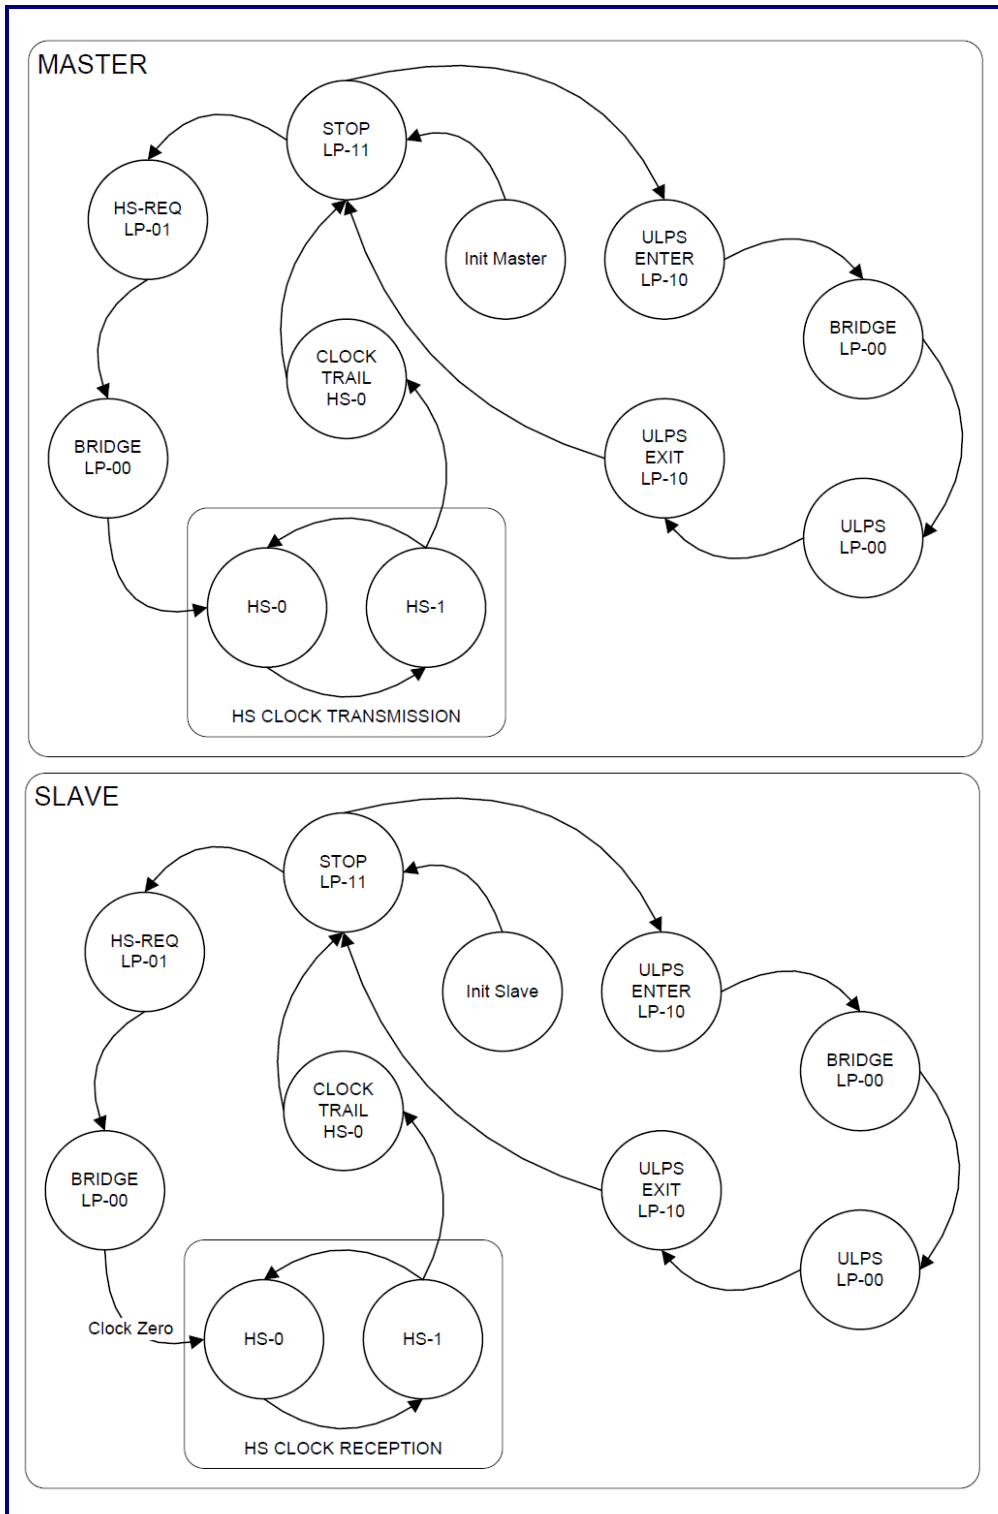 MASTER
STOP
LP-11
HS-REQ
LP-01
Init Master
ULPS
ENTER
LP-10
BRIDGE
LP-00
CLOCK
TRAIL
HS-0
BRIDGE
LP-00
ULPS
EXIT
LP-10
ULPS
LP-00
HS-0
HS-1
HS CLOCK TRANSMISSION
SLAVE
STOP
LP-11
HS-REQ
LP-01
Init Slave
ULPS
ENTER
LP-10
BRIDGE
LP-00
CLOCK
TRAIL
HS-0
BRIDGE
LP-00
ULPS
EXIT
LP-10
ULPS
LP-00
Clock Zero
HS-0
HS-1
HS CLOCK RECEPTION